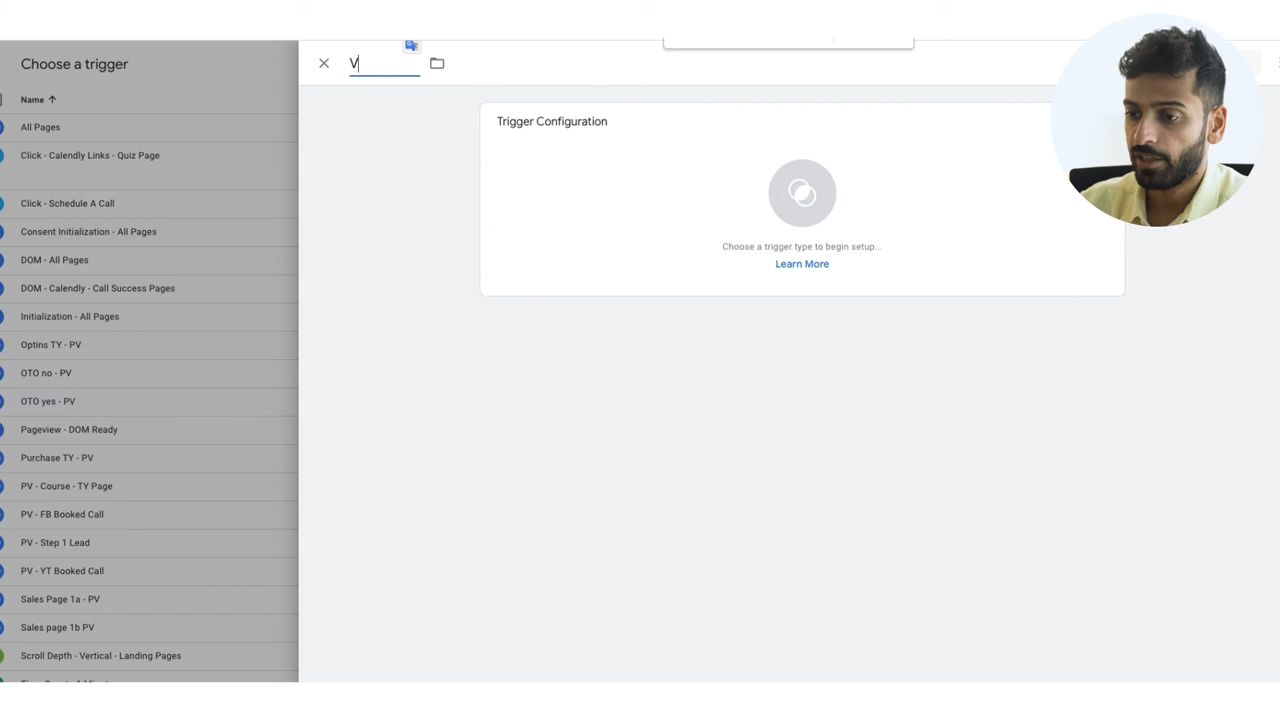 Choose a trigger
V
Name
Trigger Configuration
All Pages
Click - Calendly Links - Quiz Page
Click - Schedule A Call
Consent Initialization - All Pages
Choose a trigger type to begin setup...
Learn More
DOM - All Pages
DOM - Calendly - Call Success Pages
Initialization - All Pages
Optins TY - PV
OTO no - PV
OTO yes - PV
Pageview - DOM Ready
Purchase TY - PV
PV - Course - TY Page
PV - FB Booked Call
PV - Step 1 Lead
PV - YT Booked Call
Sales Page 1a - PV
Sales page 1b PV
Scroll Depth - Vertical - Landing Pages